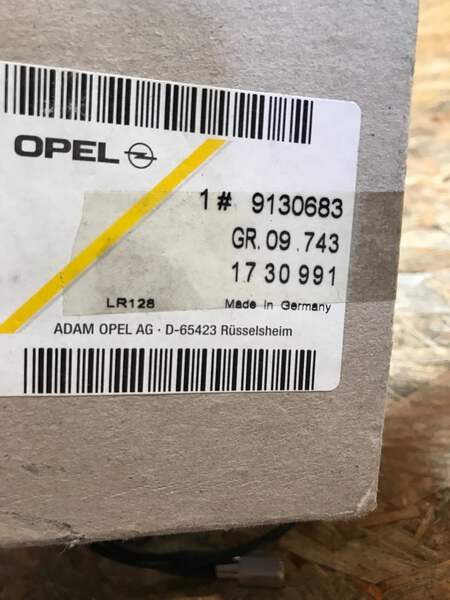 OPEL
1# 9130683
GR.09.743
17 30 991
LR128 Made in Germany
ADAM OPEL AG · D-65423 Rüsselsheim